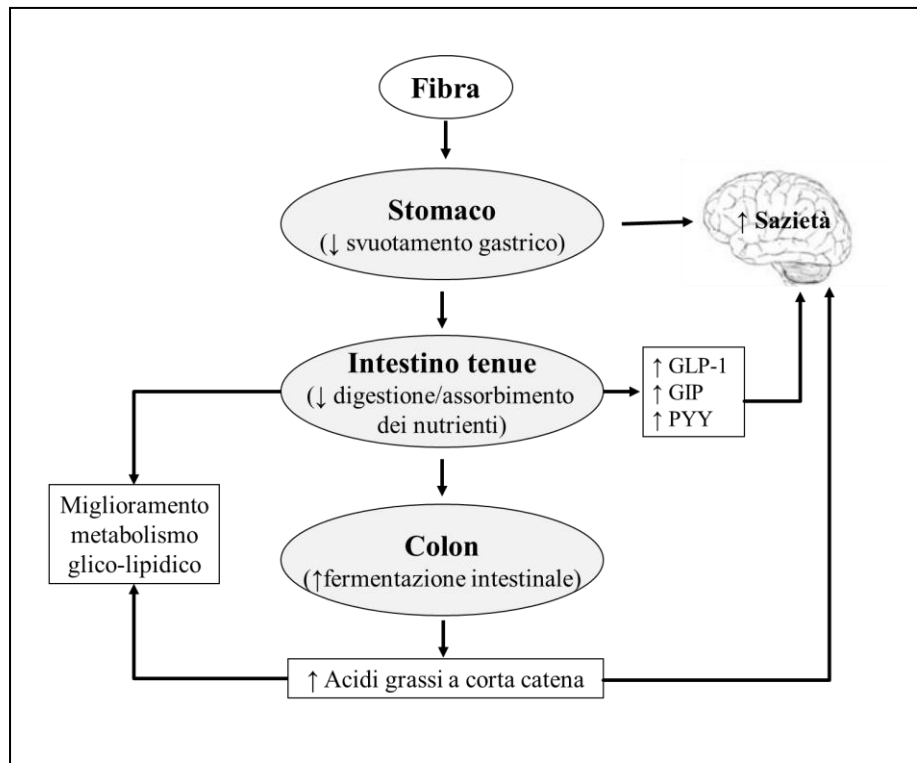 Fibra
Stomaco
(↓ svuotamento gastrico)
↑ Sazietà
Intestino tenue
(↓ digestione/assorbimento
dei nutrienti)
↑ GLP-1
↑ GIP
↑ PYY
Miglioramento
metabolismo
glico-lipidico
Colon
(↑fermentazione intestinale)
↑ Acidi grassi a corta catena